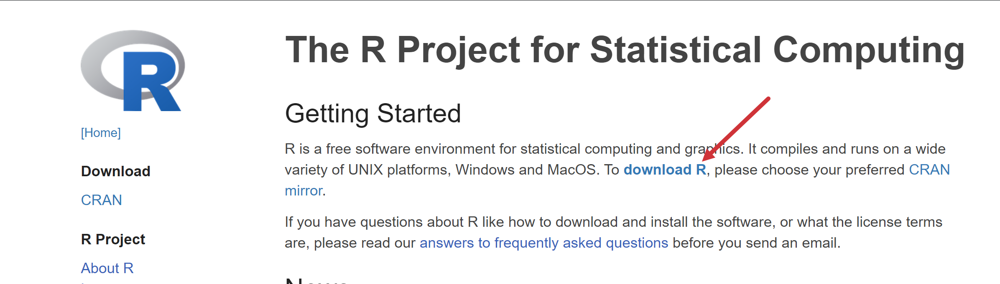 R
[Home]
Download
CRAN
R Project
About R
The R Project for Statistical Computing
Getting Started
R is a free software environment for statistical computing and graphics. It compiles and runs on a wide
variety of UNIX platforms, Windows and MacOS. To download R, please choose your preferred CRAN
mirror.
If you have questions about R like how to download and install the software, or what the license terms
are, please read our answers to frequently asked questions before you send an email.
News